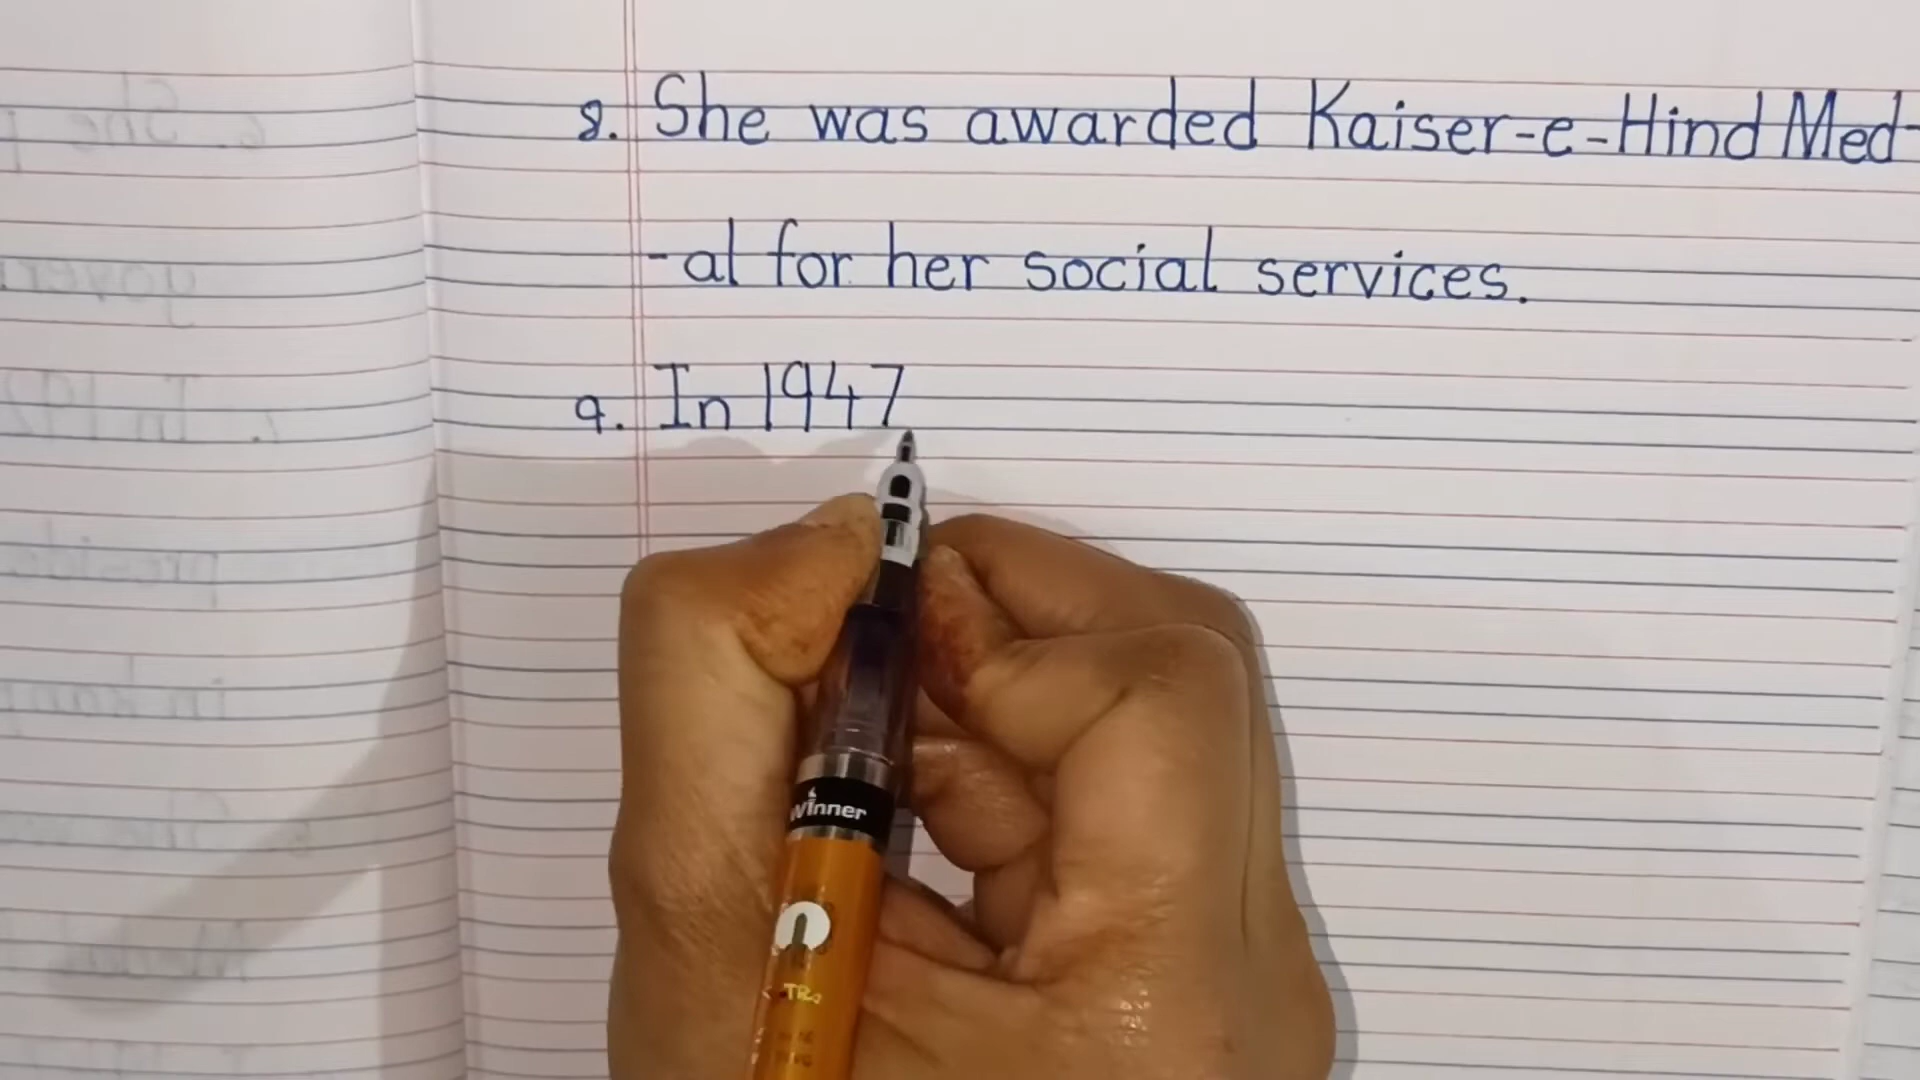 8. She was awarded Kaiser-e-Hind Med-
-al for her social services.
9. In 1947
Winner